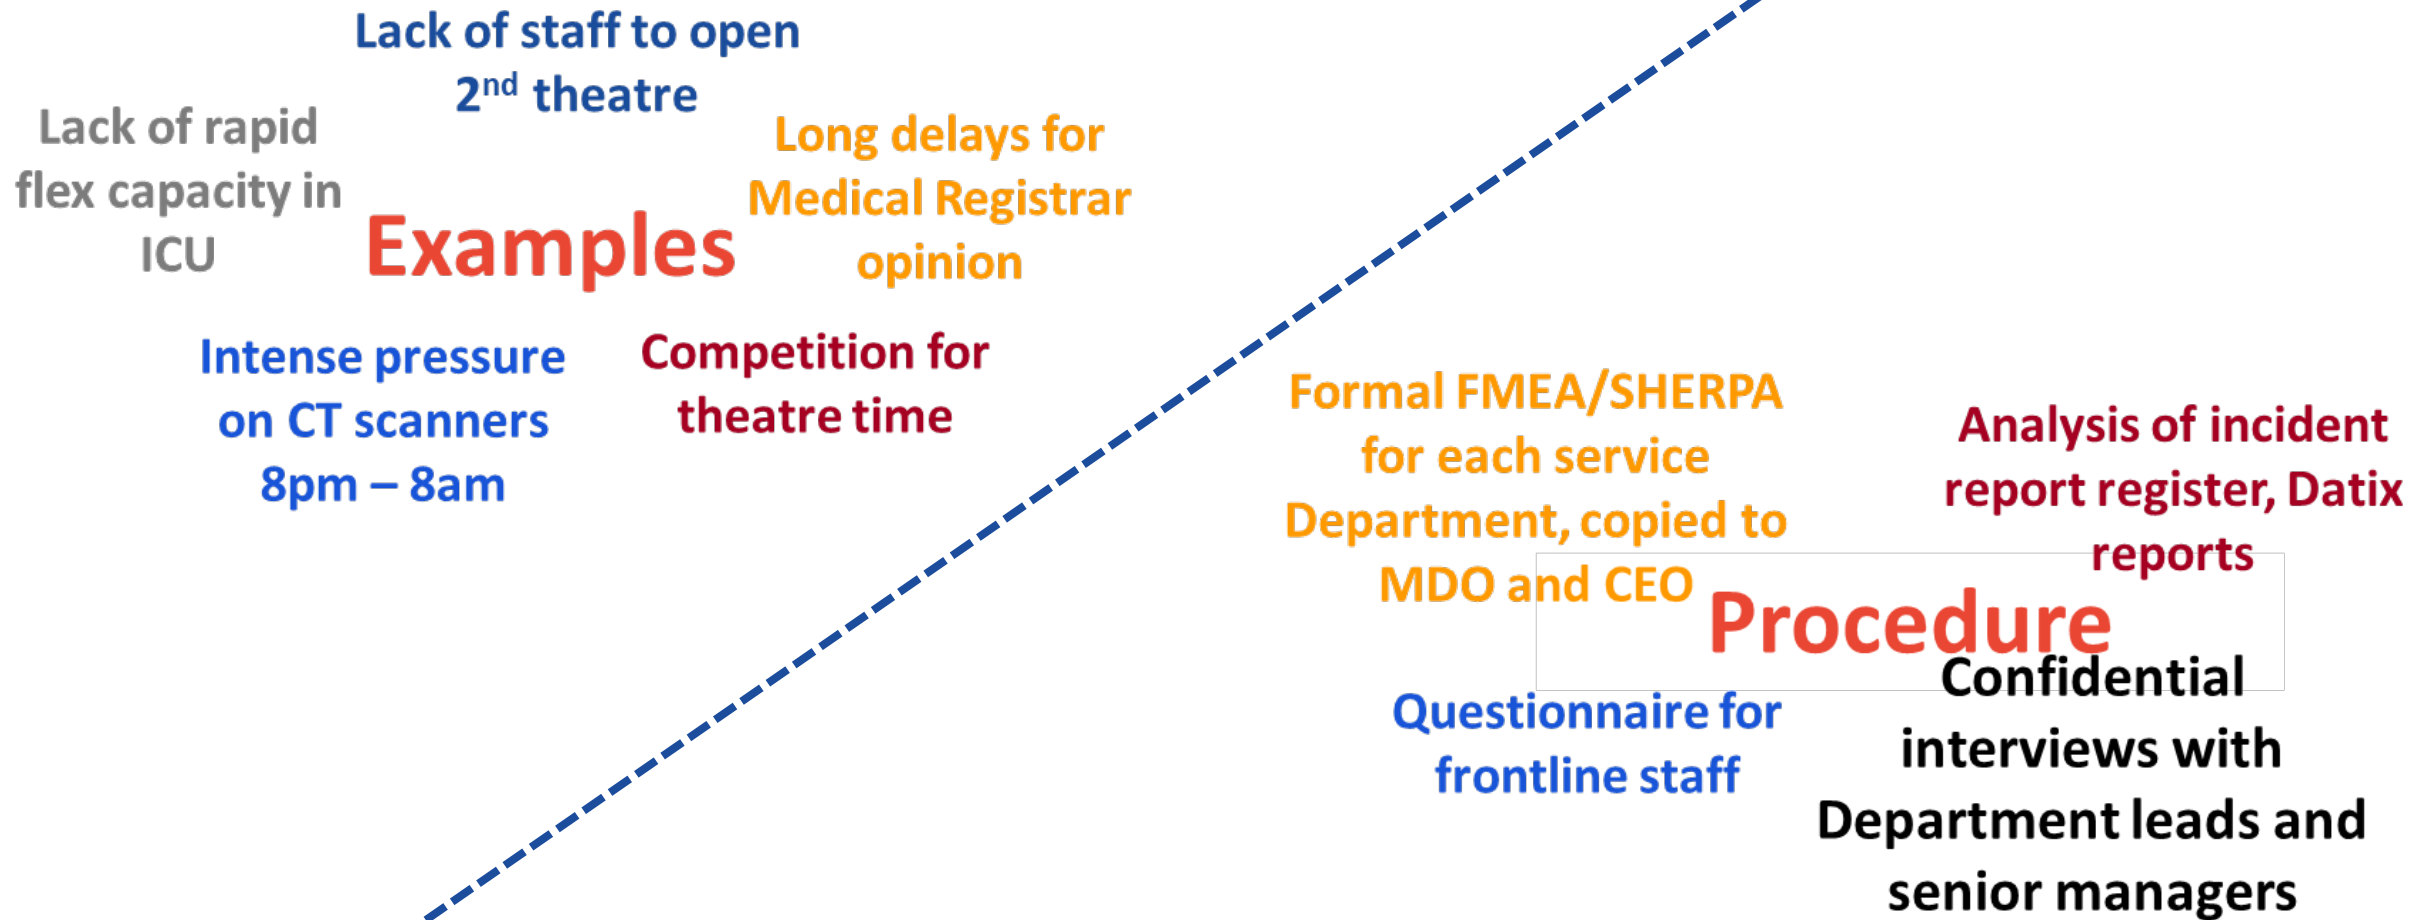 Lack of staff to open
2nd theatre
Lack of rapid
flex capacity in
ICU
Long delays for
Medical Registrar
opinion
Examples
Intense pressure
on CT scanners
8pm – 8am
Competition for
theatre time
Formal FMEA/SHERPA
for each service
Department, copied to
MDO and CEO
Analysis of incident
report register, Datix
reports
Procedure
Questionnaire for
frontline staff
Confidential
interviews with
Department leads and
senior managers